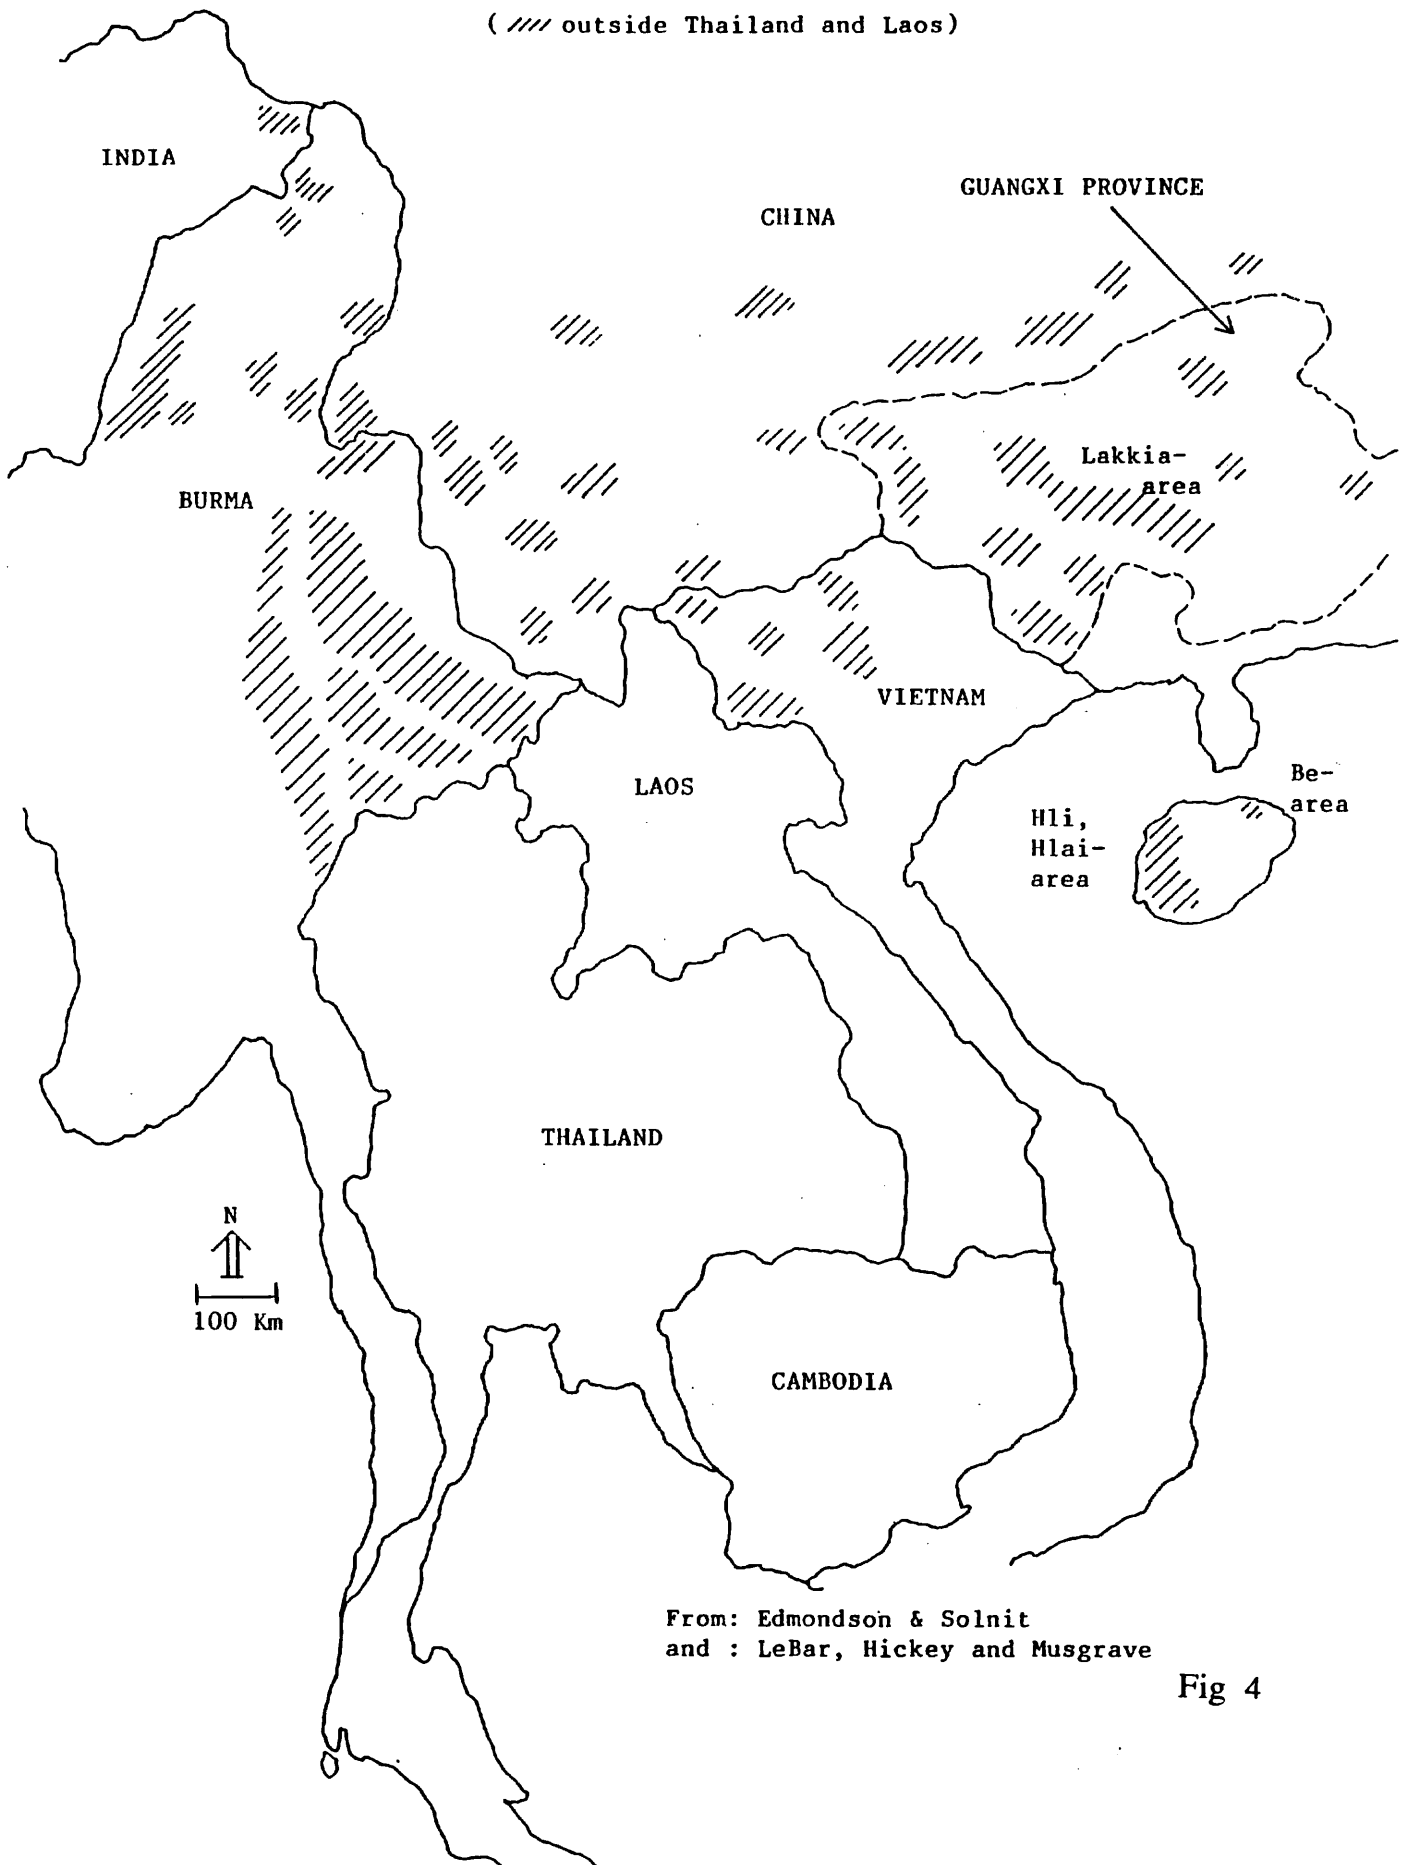 ( //// outside Thailand and Laos)
INDIA
CHINA
GUANGXI PROVINCE
Lakkia-
area
BURMA
VIETNAM
LAOS
Be-
area
Hli,
Hlai-
area
THAILAND
N
100 Km
CAMBODIA
From: Edmondson & Solnit
and : LeBar, Hickey and Musgrave
Fig 4